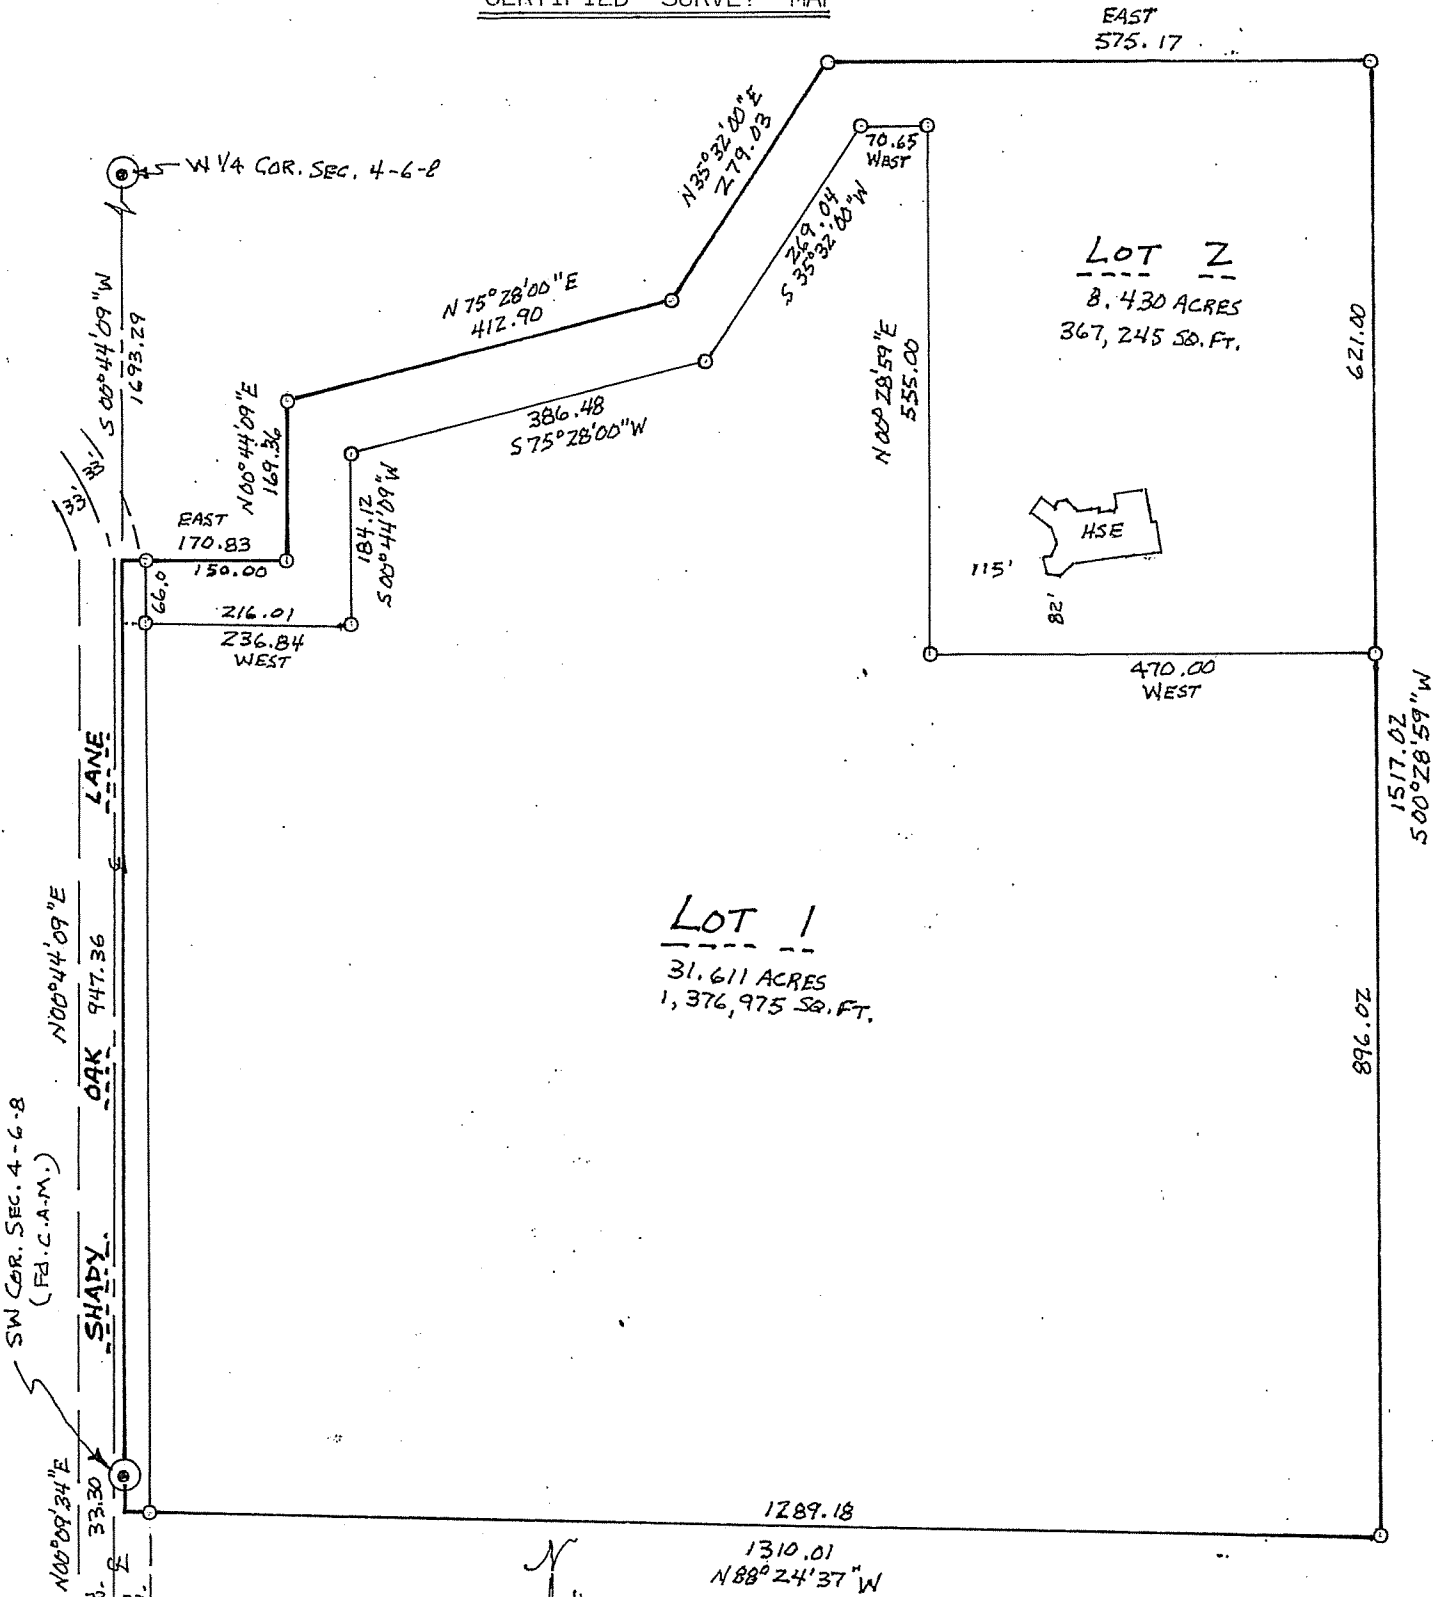 CERTIFIED SURVEY MAP
EAST
575.17
W 1/4 COR. SEC. 4-6-8
N35°32'00"E
279.03
70.65
WEST
269.04
S 35°32'00"W
LOT 2
8.430 ACRES
367,245 SQ.FT.
S 00°44'09"W
1693.29
N 75°28'00"E
412.90
621.00
N00°28'59"E
555.00
386.48
S75°28'00"W
N00°44'09"E
169.36
33'
33'
EAST
170.83
150.00
184.12
S00°44'09"W
66.0
216.01
236.84
WEST
HSE
115'
82'
470.00
WEST
1517.02
S00°28'59"W
LANE
LOT 1
31.611 ACRES
1,376,975 SQ.FT.
N00°44'09"E
947.36
OAK
896.02
SW COR. SEC. 4-6-8
(Fd.C.A.M.)
SHADY
N00°09'34"E
33.30
1289.18
1310.01
N88°24'37"W
N